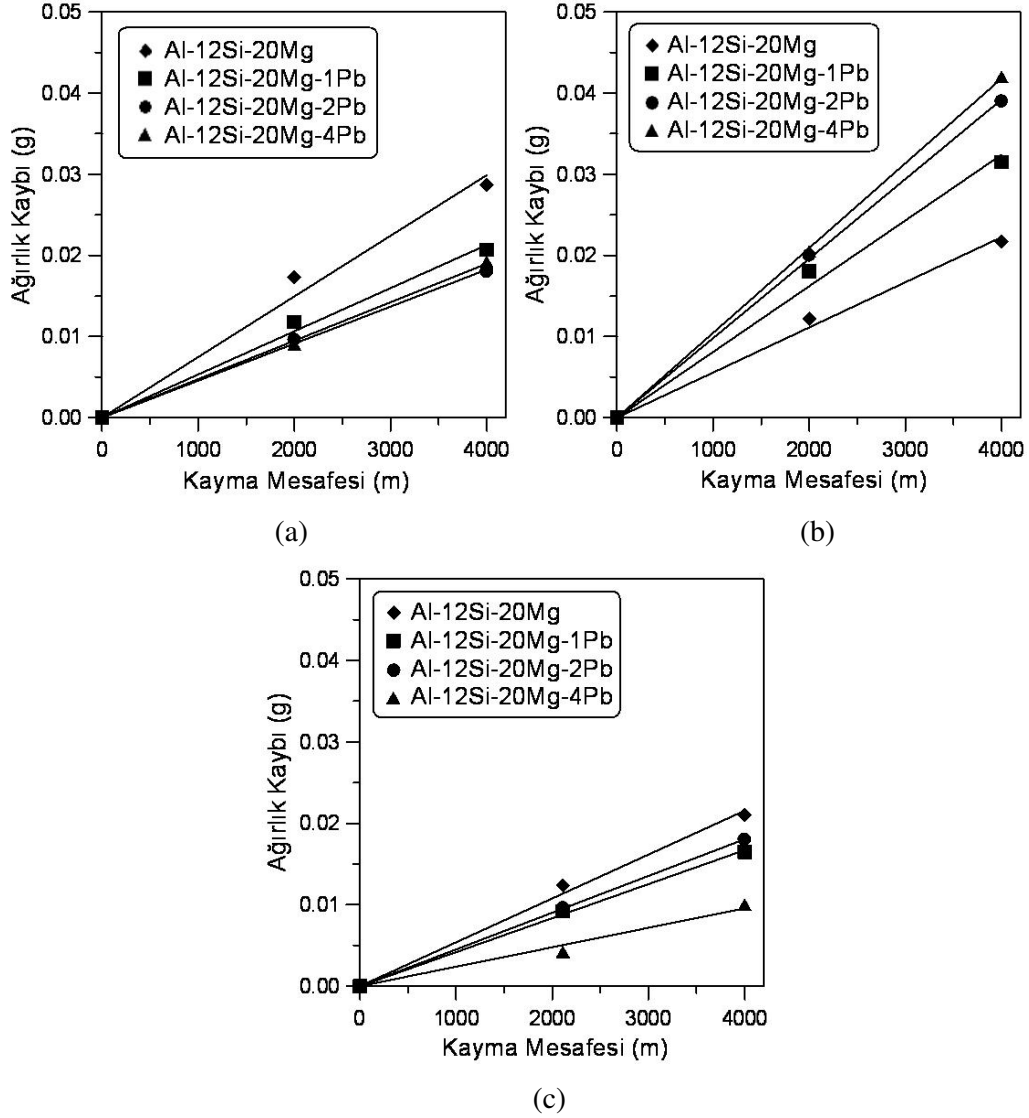 0.05
0.04
0.03
0.02
0.01
0.00
Ağırlık Kaybı (g)
Al-12Si-20Mg
Al-12Si-20Mg-1Pb
Al-12Si-20Mg-2Pb
Al-12Si-20Mg-4Pb
0 1000 2000 3000 4000
Kayma Mesafesi (m)
(a)
0.05
0.04
0.03
0.02
0.01
0.00
Ağırlık Kaybı (g)
Al-12Si-20Mg
Al-12Si-20Mg-1Pb
Al-12Si-20Mg-2Pb
Al-12Si-20Mg-4Pb
0 1000 2000 3000 4000
Kayma Mesafesi (m)
(b)
0.05
0.04
0.03
0.02
0.01
0.00
Ağırlık Kaybı (g)
Al-12Si-20Mg
Al-12Si-20Mg-1Pb
Al-12Si-20Mg-2Pb
Al-12Si-20Mg-4Pb
0 1000 2000 3000 4000
Kayma Mesafesi (m)
(c)